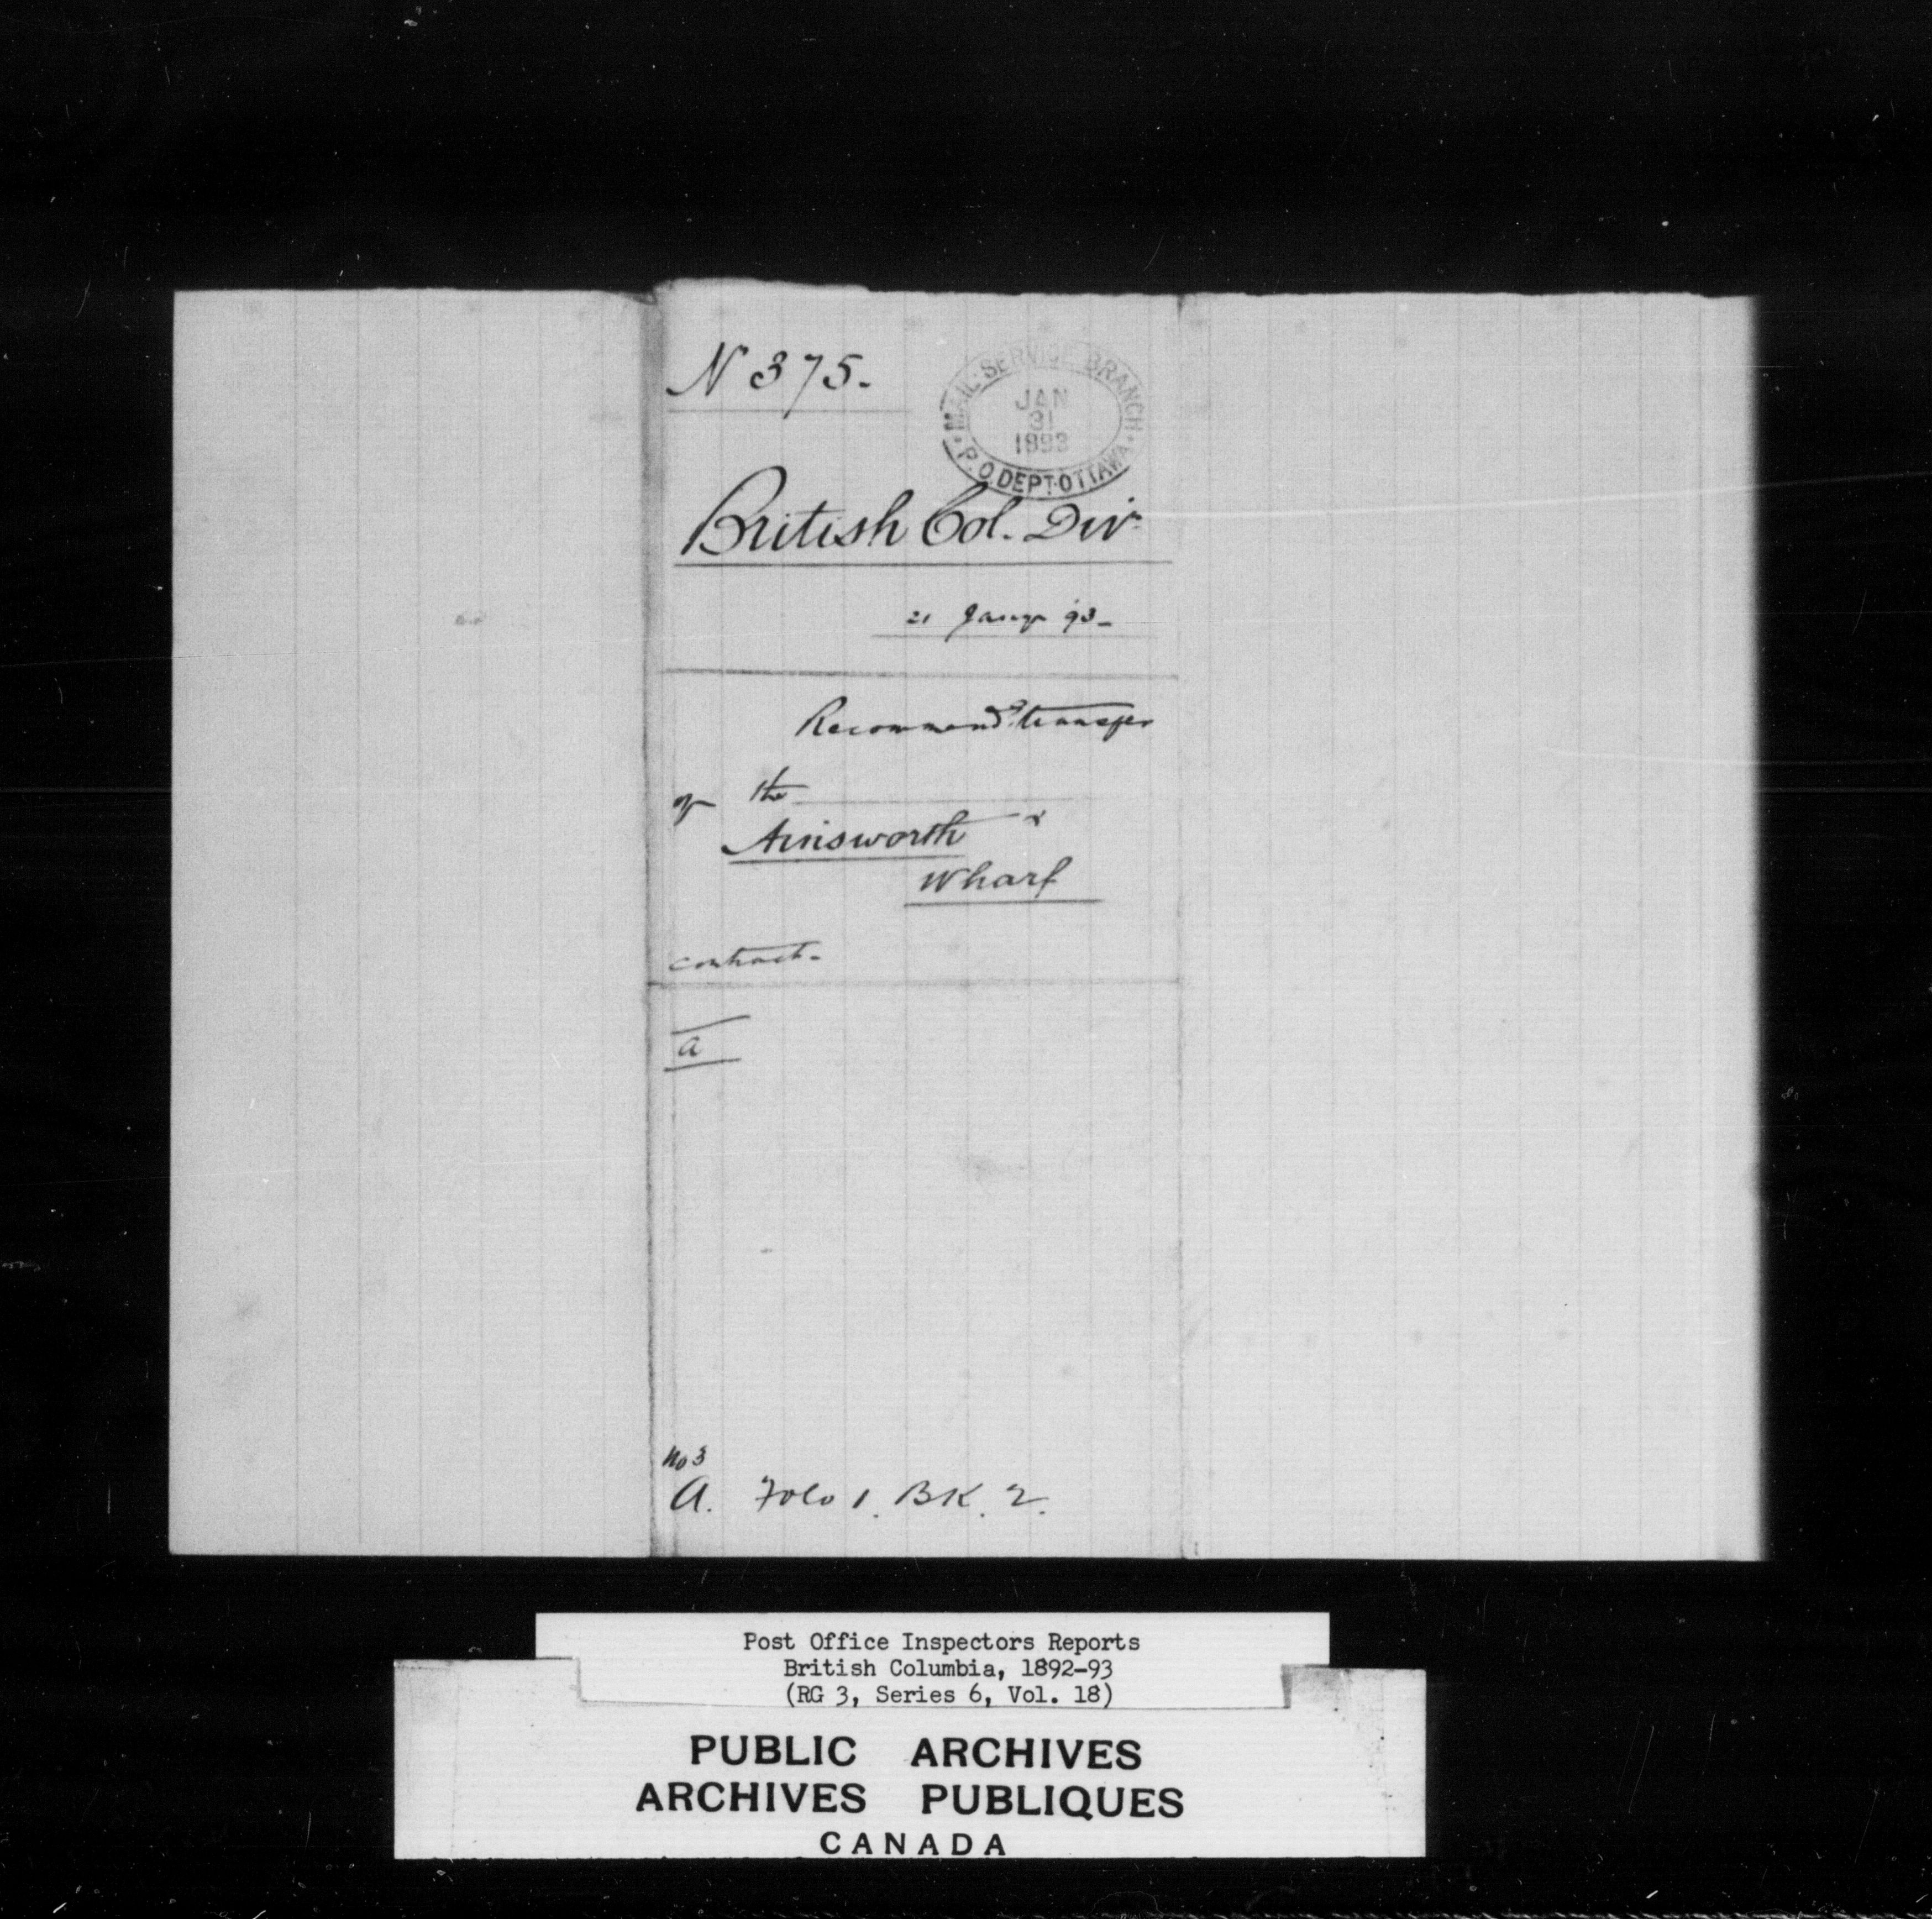 N 375.
MAIL SERVICE BRANCH
JAN
31
1893
P.O. DEPT. OTTAWA
British Col. Divn
21 Jany 93-
Recommends transfer
of the
Ainsworth &
Wharf
contract-
a
No 3
A. Folo 1. BK. 2.
Post Office Inspectors Reports
British Columbia, 1892-93
(RG 3, Series 6, Vol. 18)
PUBLIC ARCHIVES
ARCHIVES PUBLIQUES
CANADA